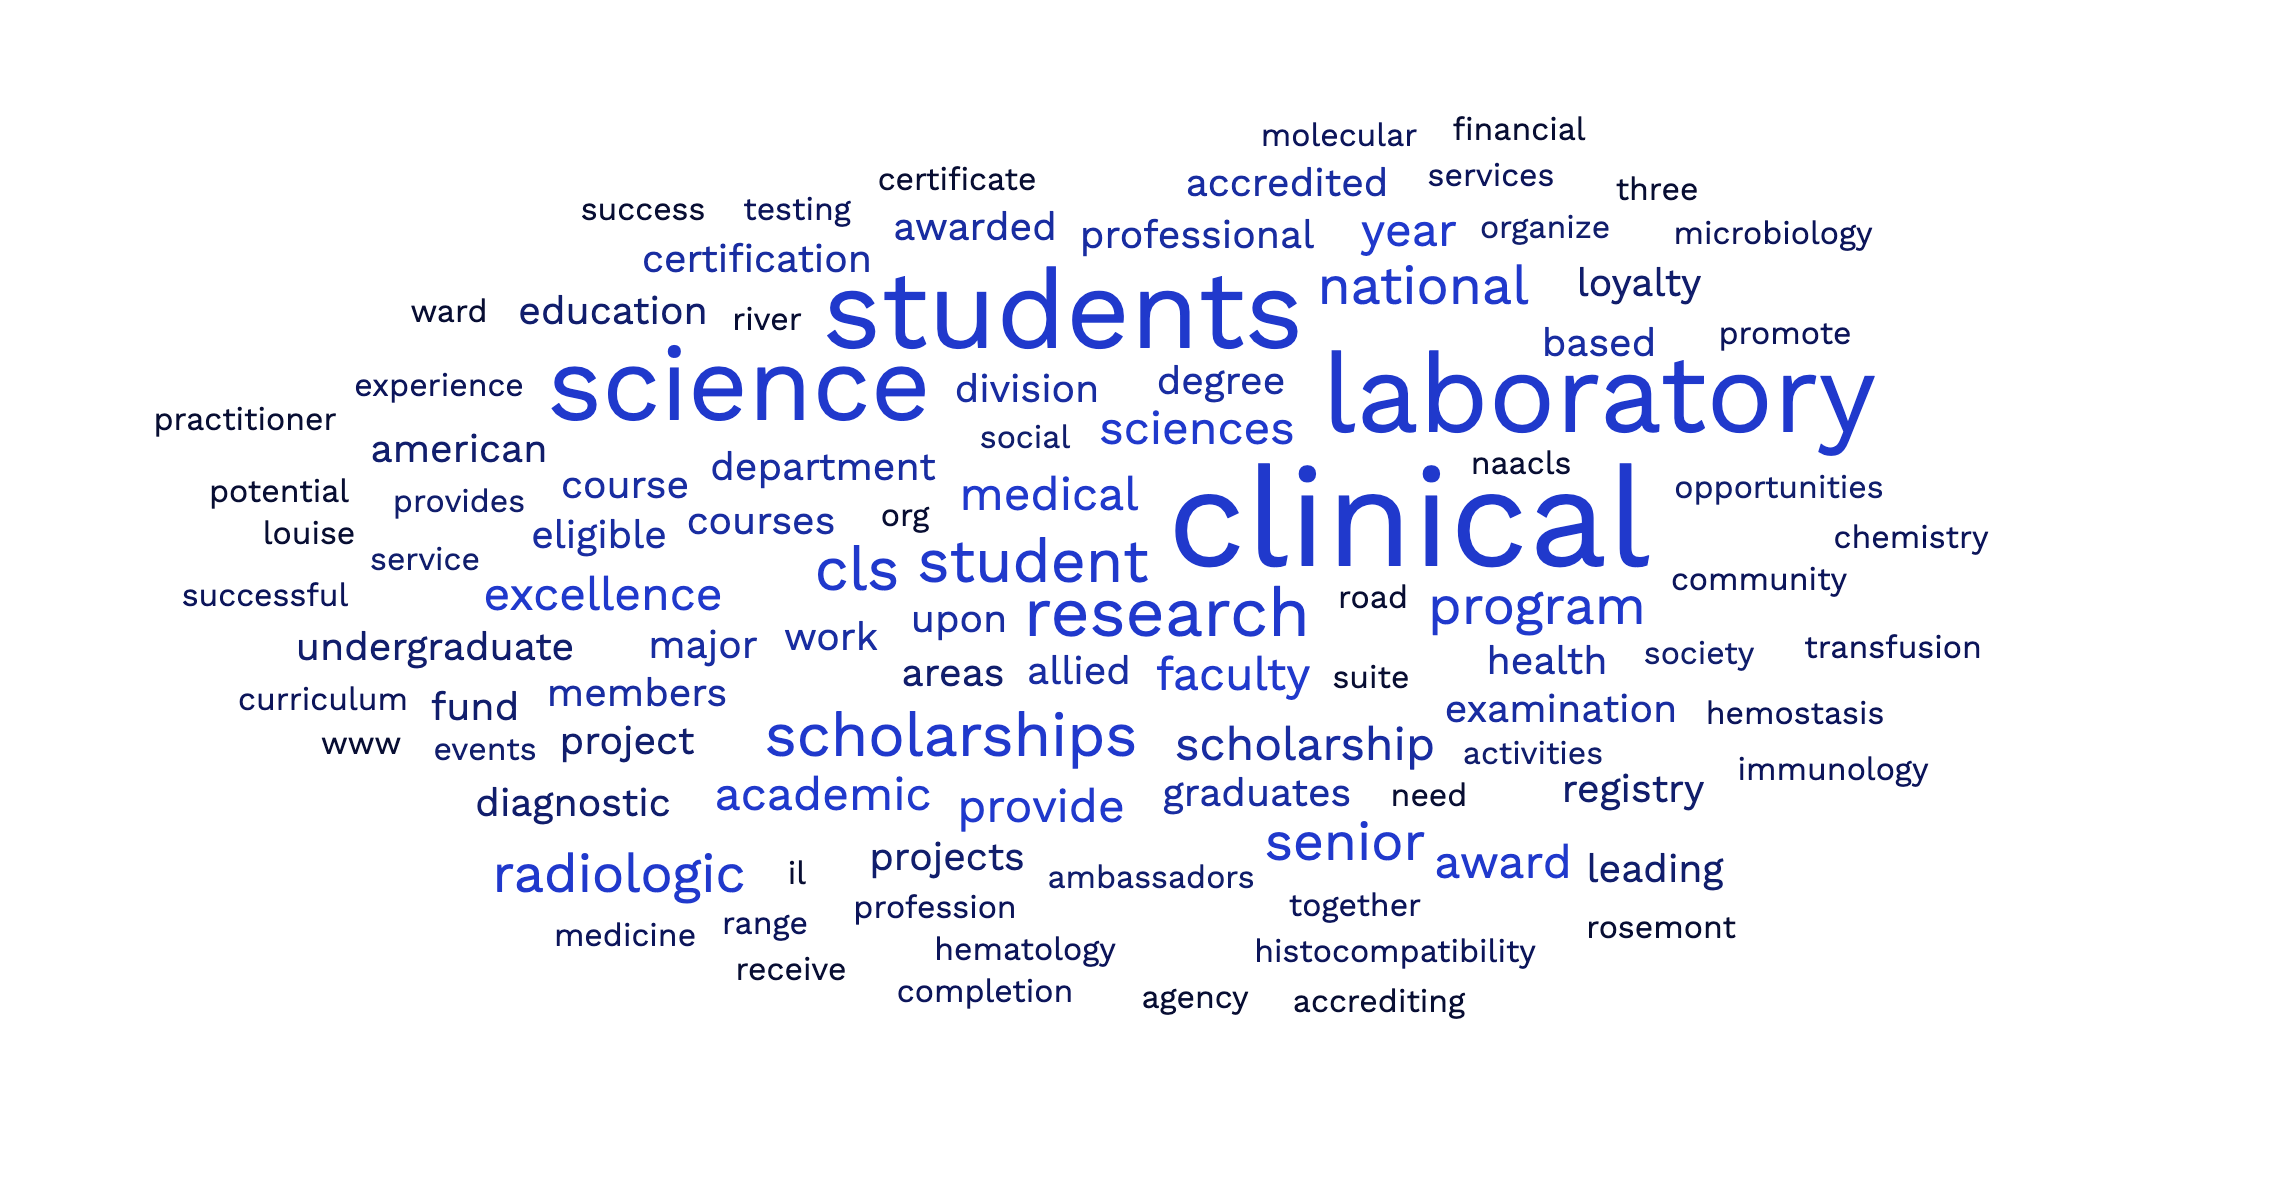 molecular financial
certificate accredited services three
success testing awarded professional year organize microbiology
certification students national loyalty
ward education river based promote
experience science division degree laboratory
practitioner american social sciences
department naacls
potential provides course medical clinical opportunities
louise eligible courses org chemistry
service cls student community
successful excellence research road program
undergraduate major work upon health society transfusion
areas allied faculty suite
curriculum fund members examination hemostasis
www events project scholarships scholarship activities immunology
diagnostic academic provide graduates need registry
radiologic il projects ambassadors senior award leading
medicine range profession together rosemont
receive hematology histocompatibility
completion agency accrediting